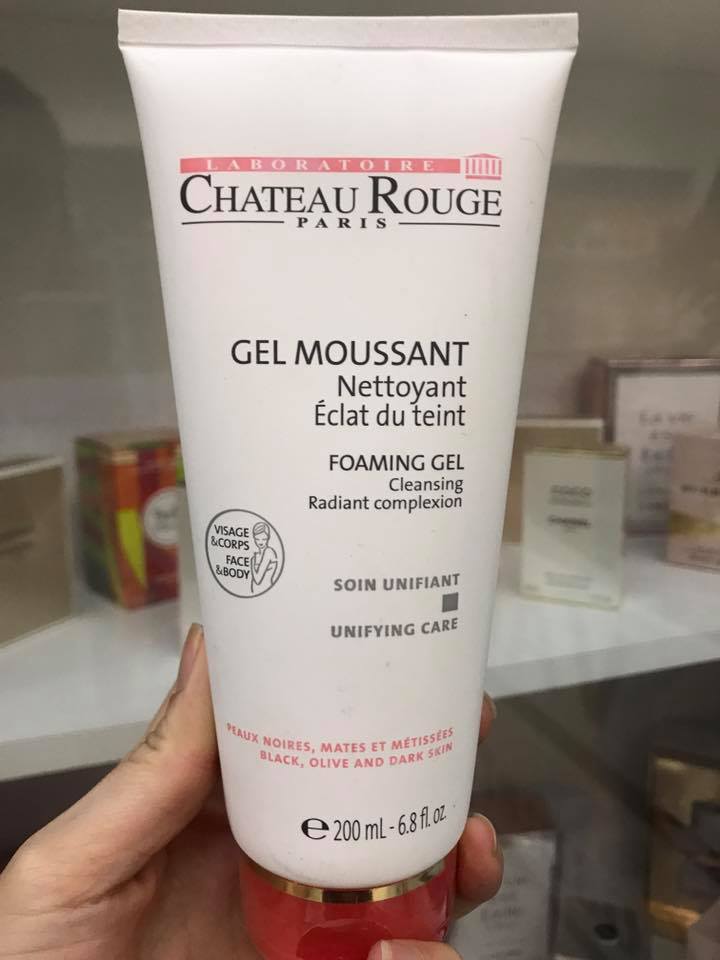 LABORATOIRE
CHATEAU ROUGE
PARIS
GEL MOUSSANT
Nettoyant
Éclat du teint
FOAMING GEL
Cleansing
Radiant complexion
VISAGE
&CORPS
FACE
&BODY
SOIN UNIFIANT
UNIFYING CARE
PEAUX NOIRES, MATES ET MÉTISSÉES
BLACK, OLIVE AND DARK SKIN
℮ 200 mL - 6.8 fl. oz.
COCO
CHANEL